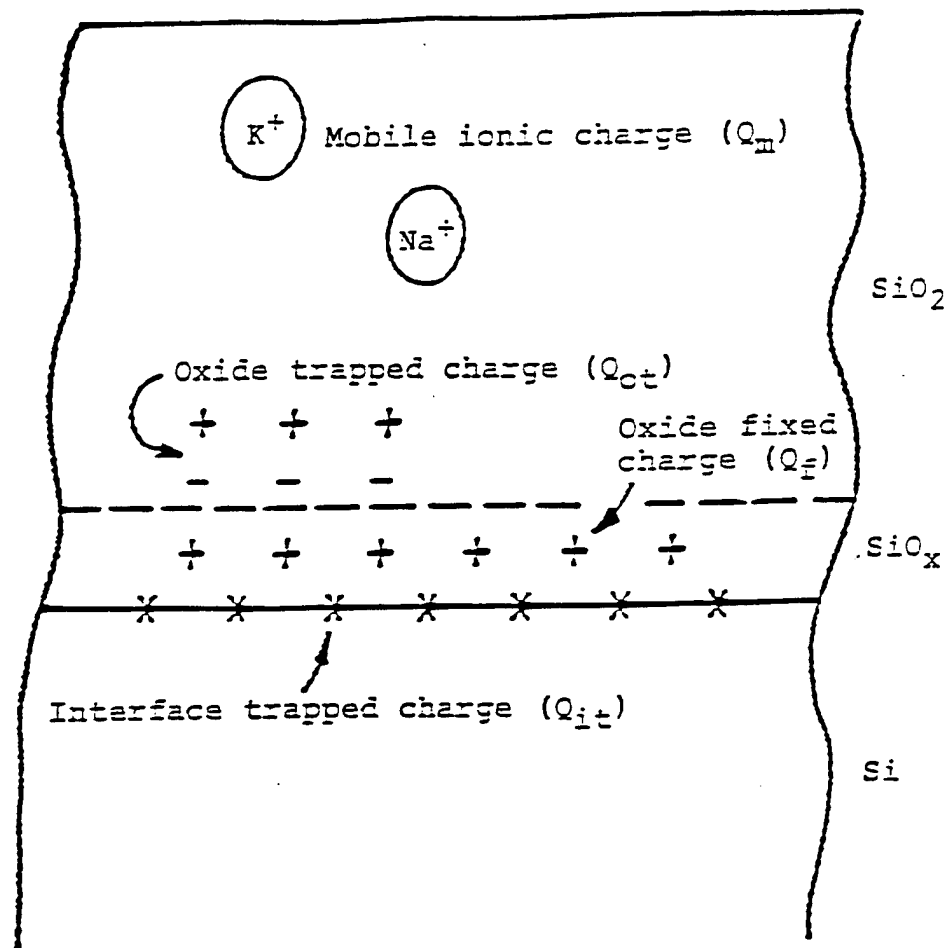 K⁺ Mobile ionic charge (Qₘ)
Na⁺
SiO₂
Oxide trapped charge (Qₒₜ)
+ + +
Oxide fixed
charge (Q_f)
- - -
+ + + + + +
SiOₓ
x x x x x x x
Interface trapped charge (Qᵢₜ)
Si